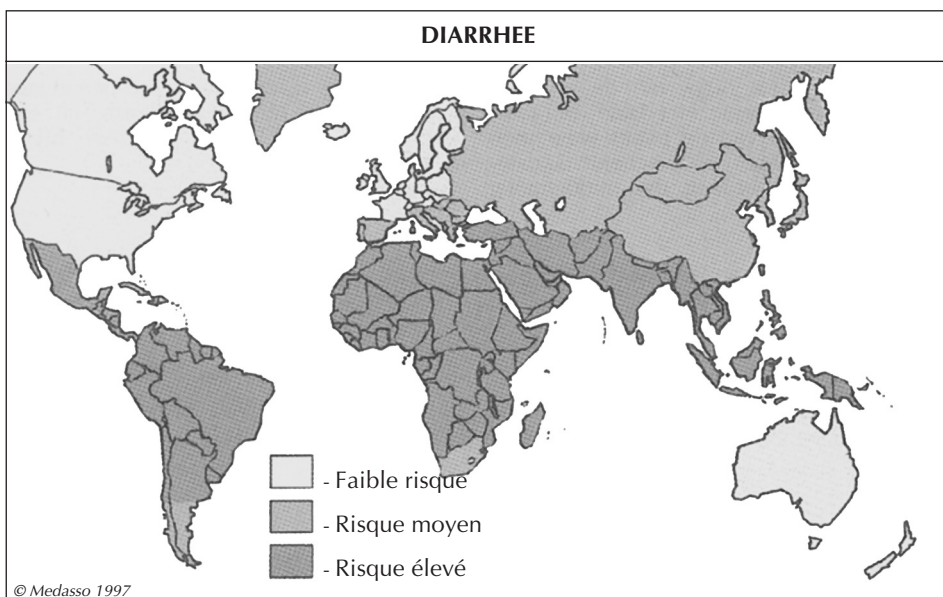 DIARRHEE
- Faible risque
- Risque moyen
- Risque élevé
© Medasso 1997